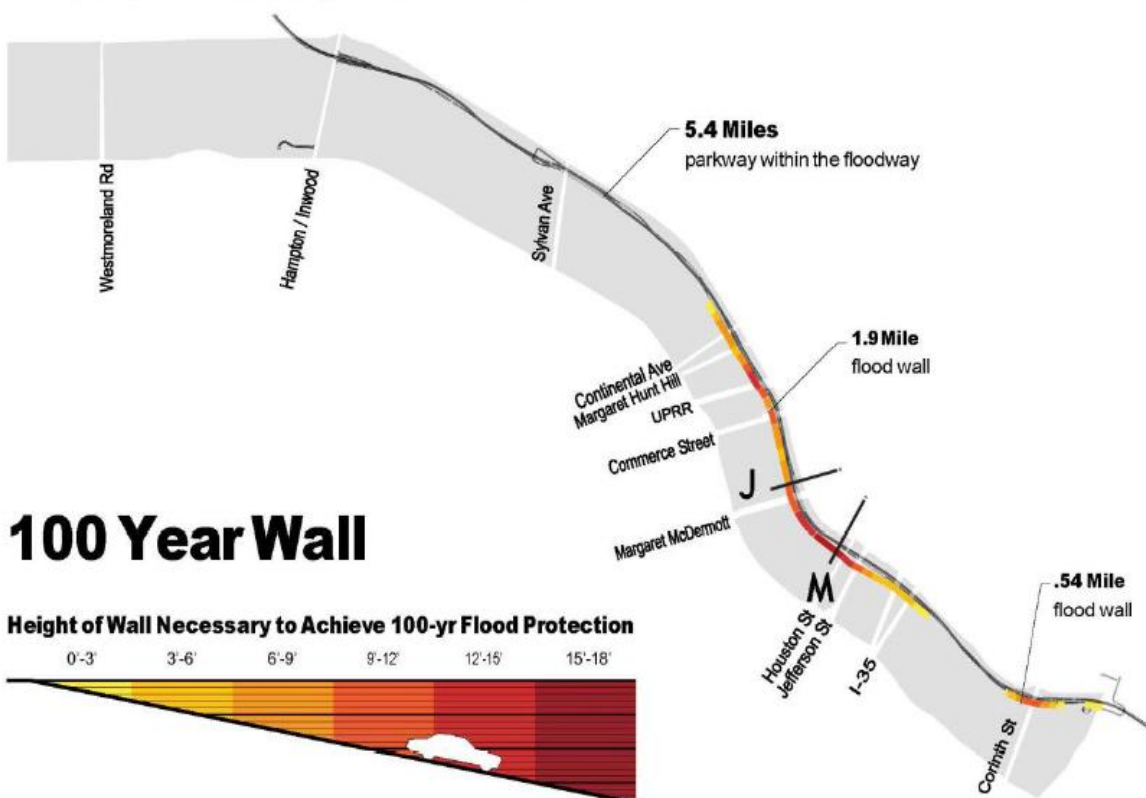 5.4 Miles
parkway within the floodway
Westmoreland Rd
Hampton / Inwood
Sylvan Ave
1.9 Mile
flood wall
Continental Ave
Margaret Hunt Hill
UPRR
Commerce Street
J
Margaret McDermott
M
Houston St
Jefferson St
I-35
.54 Mile
flood wall
Corinth St
100 Year Wall
Height of Wall Necessary to Achieve 100-yr Flood Protection
0'-3' 3'-6' 6'-9' 9'-12' 12'-15' 15'-18'